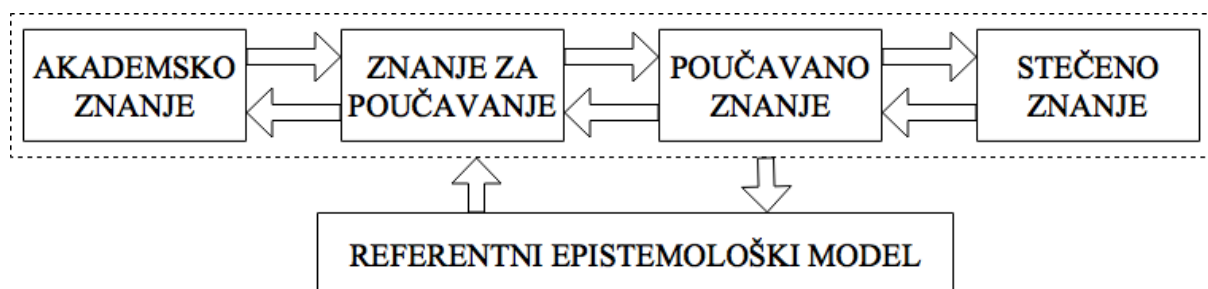 AKADEMSKO
ZNANJE
ZNANJE ZA
POUČAVANJE
POUČAVANO
ZNANJE
STEČENO
ZNANJE
REFERENTNI EPISTEMOLOŠKI MODEL